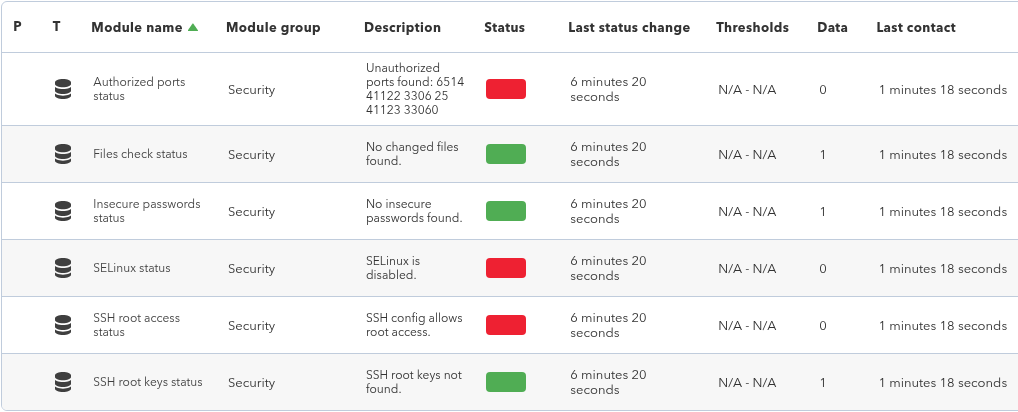 P T Module name Module group Description Status Last status change Thresholds Data Last contact
Authorized ports
status
Security
Unauthorized
ports found: 6514
41122 3306 25
41123 33060
6 minutes 20
seconds
N/A - N/A
0
1 minutes 18 seconds
Files check status
Security
No changed files
found.
6 minutes 20
seconds
N/A - N/A
1
1 minutes 18 seconds
Insecure passwords
status
Security
No insecure
passwords found.
6 minutes 20
seconds
N/A - N/A
1
1 minutes 18 seconds
SELinux status
Security
SELinux is
disabled.
6 minutes 20
seconds
N/A - N/A
0
1 minutes 18 seconds
SSH root access
status
Security
SSH config allows
root access.
6 minutes 20
seconds
N/A - N/A
0
1 minutes 18 seconds
SSH root keys status
Security
SSH root keys not
found.
6 minutes 20
seconds
N/A - N/A
1
1 minutes 18 seconds